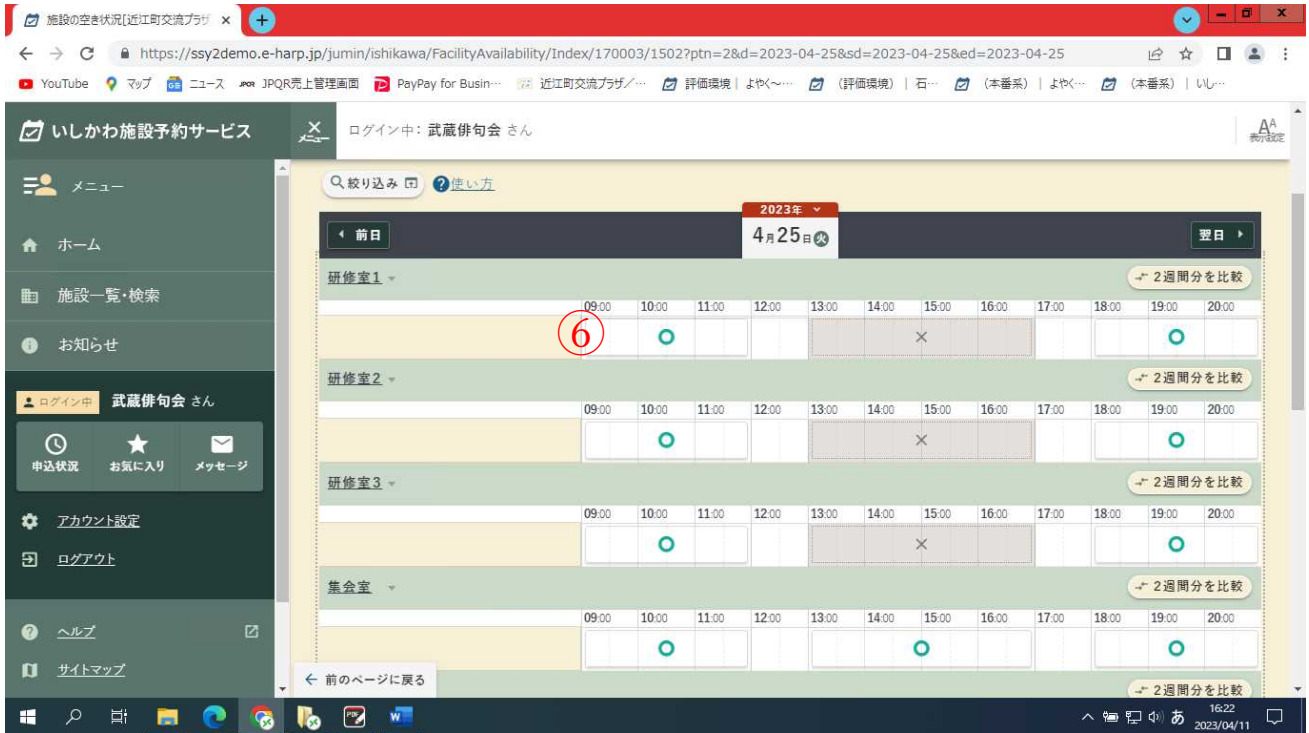 施設の空き状況[近江町交流プラザ
https://ssy2demo.e-harp.jp/jumin/ishikawa/FacilityAvailability/Index/170003/1502?ptn=2&d=2023-04-25&sd=2023-04-25&ed=2023-04-25
YouTube マップ ニュース JPQR売上管理画面 PayPay for Busin… 近江町交流プラザ/… 評価環境 | よやく~… (評価環境) | 石… (本番系) | よやく… (本番系) | いし…
いしかわ施設予約サービス
メニュー
ログイン中: 武蔵俳句会 さん
AA
表示設定
メニュー
ホーム
施設一覧・検索
お知らせ
ログイン中 武蔵俳句会 さん
申込状況 お気に入り メッセージ
アカウント設定
ログアウト
ヘルプ
サイトマップ
絞り込み 使い方
2023年
前日 4月25日火 翌日
研修室1 2週間分を比較
09:00 10:00 11:00 12:00 13:00 14:00 15:00 16:00 17:00 18:00 19:00 20:00
⑥
研修室2 2週間分を比較
09:00 10:00 11:00 12:00 13:00 14:00 15:00 16:00 17:00 18:00 19:00 20:00
研修室3 2週間分を比較
09:00 10:00 11:00 12:00 13:00 14:00 15:00 16:00 17:00 18:00 19:00 20:00
集会室 2週間分を比較
09:00 10:00 11:00 12:00 13:00 14:00 15:00 16:00 17:00 18:00 19:00 20:00
前のページに戻る
2週間分を比較
あ
16:22
2023/04/11